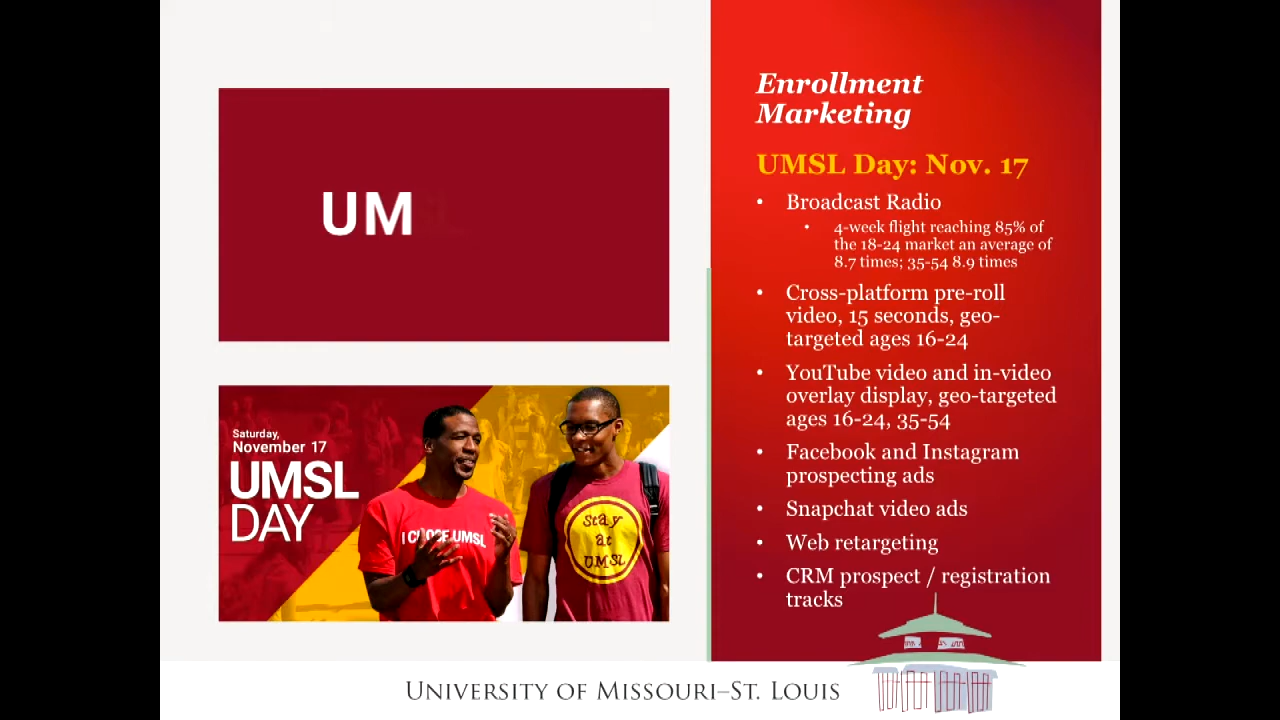 UM
Saturday,
November 17
UMSL
DAY
I CHOOSE UMSL
Stay
at
UMSL
Enrollment
Marketing
UMSL Day: Nov. 17
• Broadcast Radio
• 4-week flight reaching 85% of
the 18-24 market an average of
8.7 times; 35-54 8.9 times
• Cross-platform pre-roll
video, 15 seconds, geo-
targeted ages 16-24
• YouTube video and in-video
overlay display, geo-targeted
ages 16-24, 35-54
• Facebook and Instagram
prospecting ads
• Snapchat video ads
• Web retargeting
• CRM prospect / registration
tracks
UNIVERSITY OF MISSOURI–ST. LOUIS